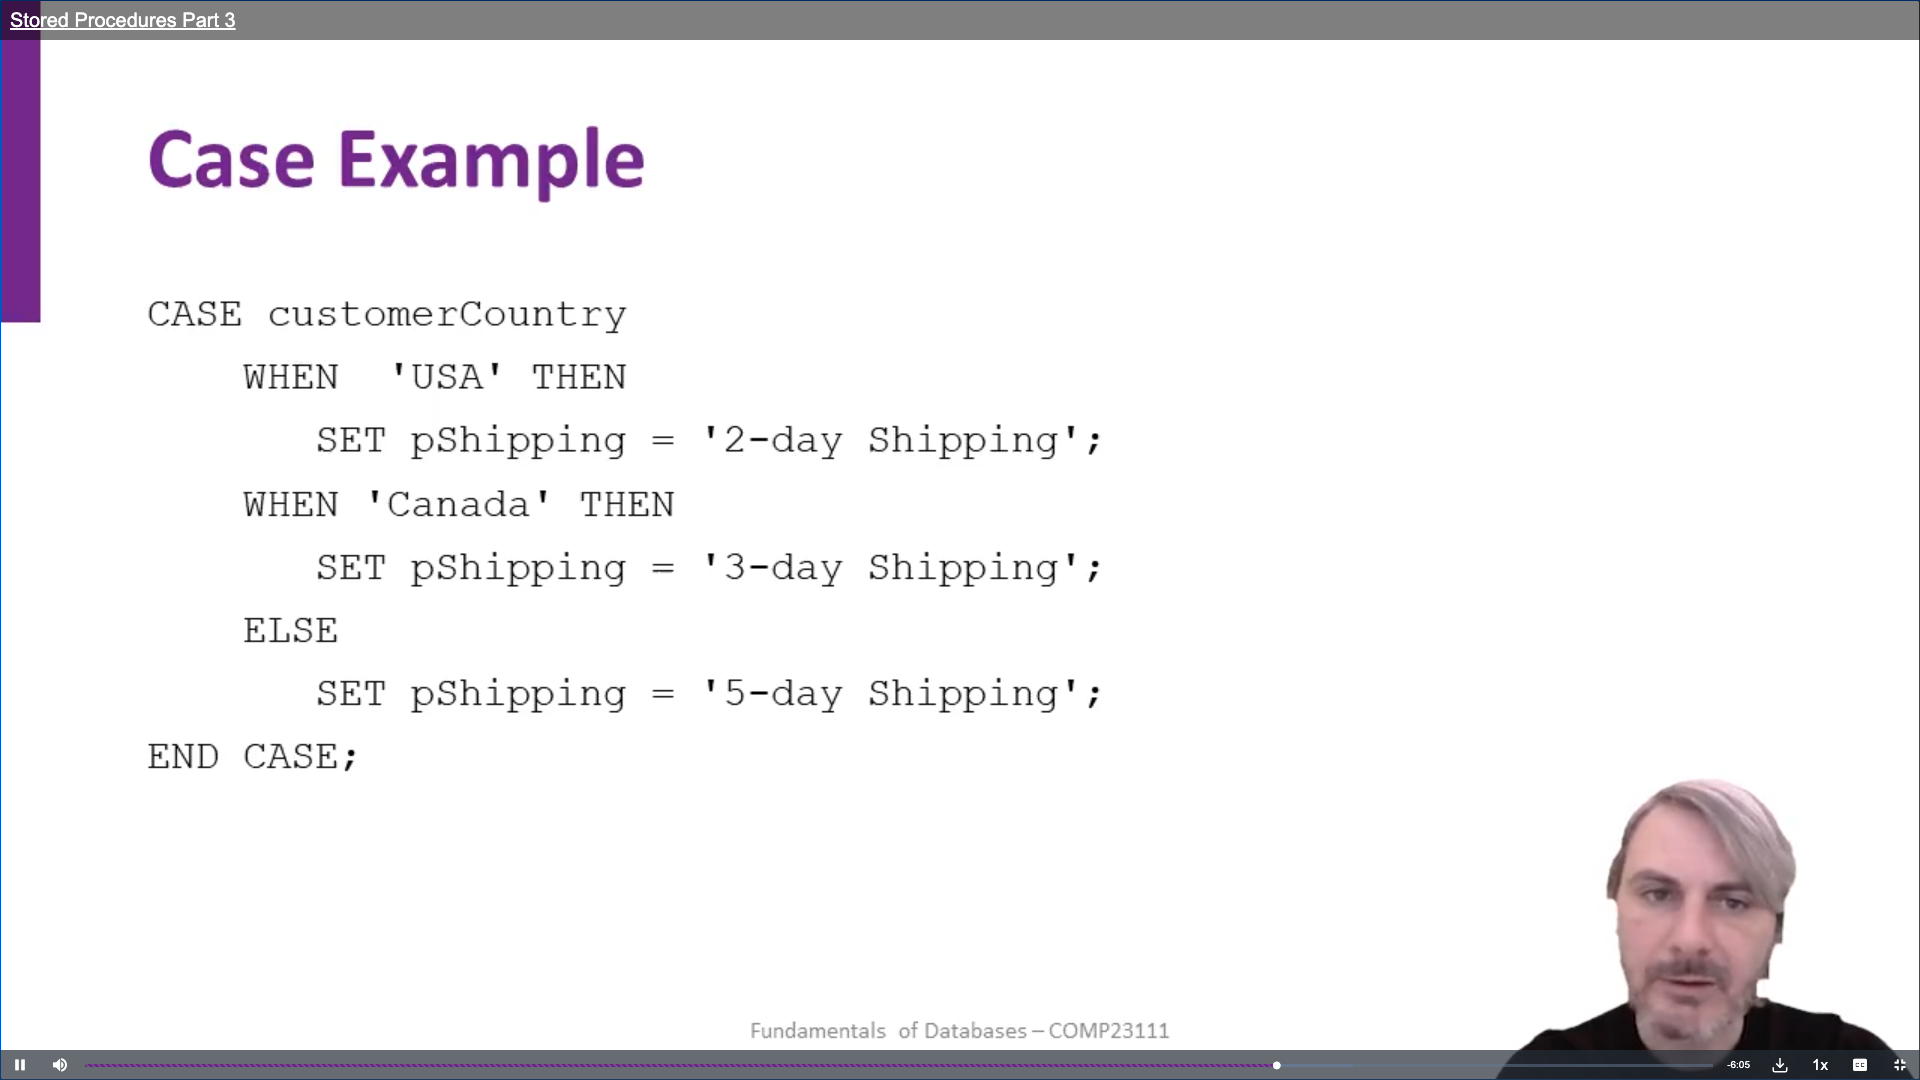 Stored Procedures Part 3
Case Example
CASE customerCountry
WHEN  'USA' THEN
SET pShipping = '2-day Shipping';
WHEN 'Canada' THEN
SET pShipping = '3-day Shipping';
ELSE
SET pShipping = '5-day Shipping';
END CASE;
Fundamentals of Databases – COMP23111
-6:05
1x